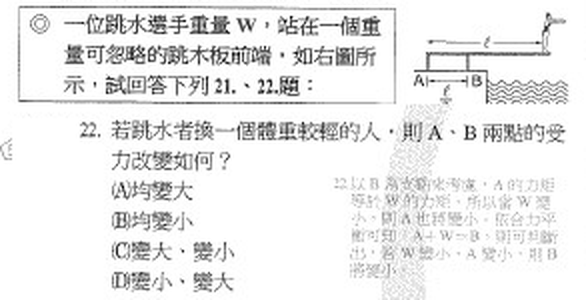 ◎ 一位跳水選手重量 W，站在一個重
量可忽略的跳水板前端，如右圖所
示，試回答下列 21.、22.題：
ℓ
A
B
22. 若跳水者換一個體重較輕的人，則 A、B 兩點的受
力改變如何？
(A)均變大
(B)均變小
(C)變大、變小
(D)變小、變大
22.以 B 為支點來考慮，A 的力矩
等於 W 的力矩，所以當 W 變
小，則 A 也將變小，依合力平
衡可知，A＋W＝B，則可判斷
出，若 W 變小，A 變小，則 B
將變小。